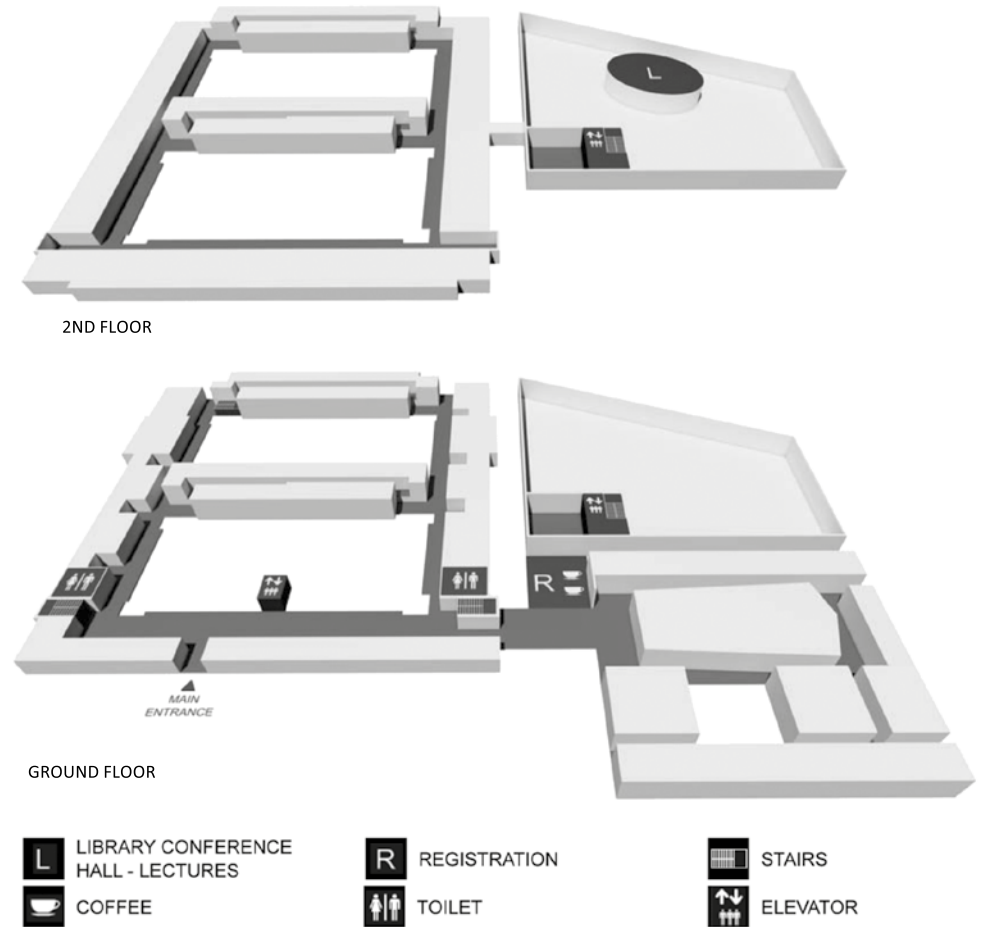 L
2ND FLOOR
R
MAIN
ENTRANCE
GROUND FLOOR
L LIBRARY CONFERENCE
HALL - LECTURES
R REGISTRATION
STAIRS
COFFEE
TOILET
ELEVATOR